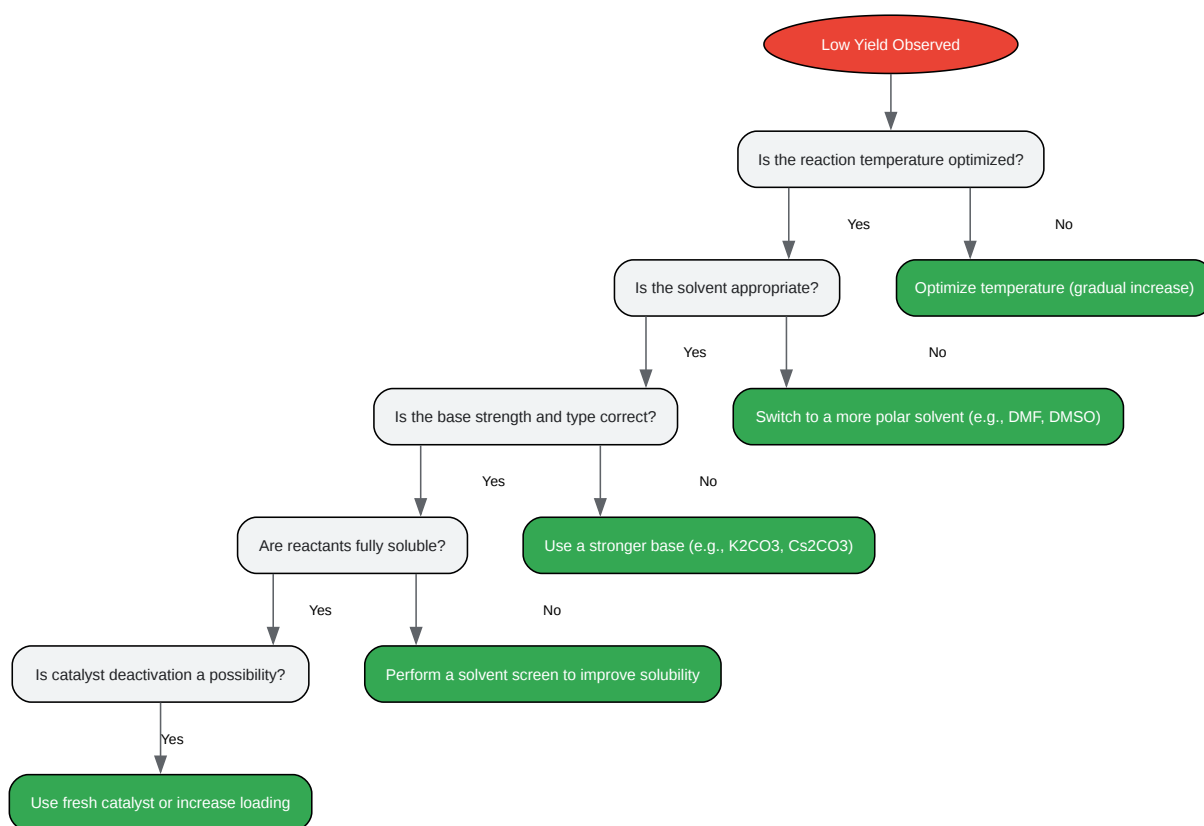 Low Yield Observed
Is the reaction temperature optimized?
Yes
No
Is the solvent appropriate?
Optimize temperature (gradual increase)
Yes
No
Is the base strength and type correct?
Switch to a more polar solvent (e.g., DMF, DMSO)
Yes
No
Are reactants fully soluble?
Use a stronger base (e.g., K2CO3, Cs2CO3)
Yes
No
Is catalyst deactivation a possibility?
Perform a solvent screen to improve solubility
Yes
Use fresh catalyst or increase loading